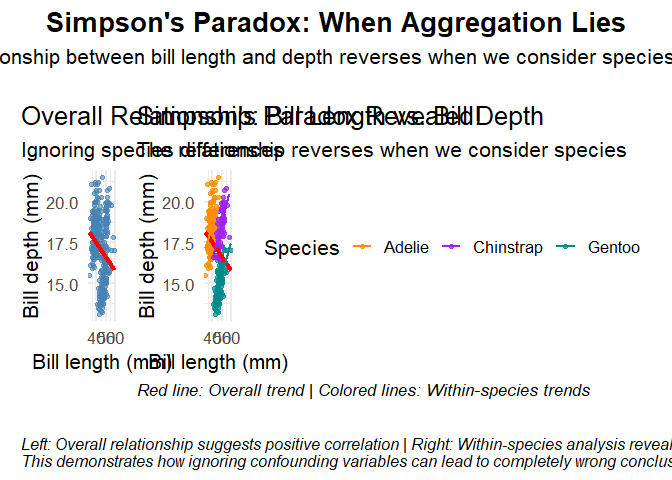 Simpson's Paradox: When Aggregation Lies
onship between bill length and depth reverses when we consider species
Overall Relationship: Bill Length vs. Bill Depth
Simpson's Paradox Revealed!
Ignoring species differences
The relationship reverses when we consider species
Bill depth (mm)
20.0
17.5
15.0
Bill length (mm)
Bill depth (mm)
20.0
17.5
15.0
Bill length (mm)
Species
Adelie
Chinstrap
Gentoo
Red line: Overall trend | Colored lines: Within-species trends
Left: Overall relationship suggests positive correlation | Right: Within-species analysis reveal
This demonstrates how ignoring confounding variables can lead to completely wrong conclus